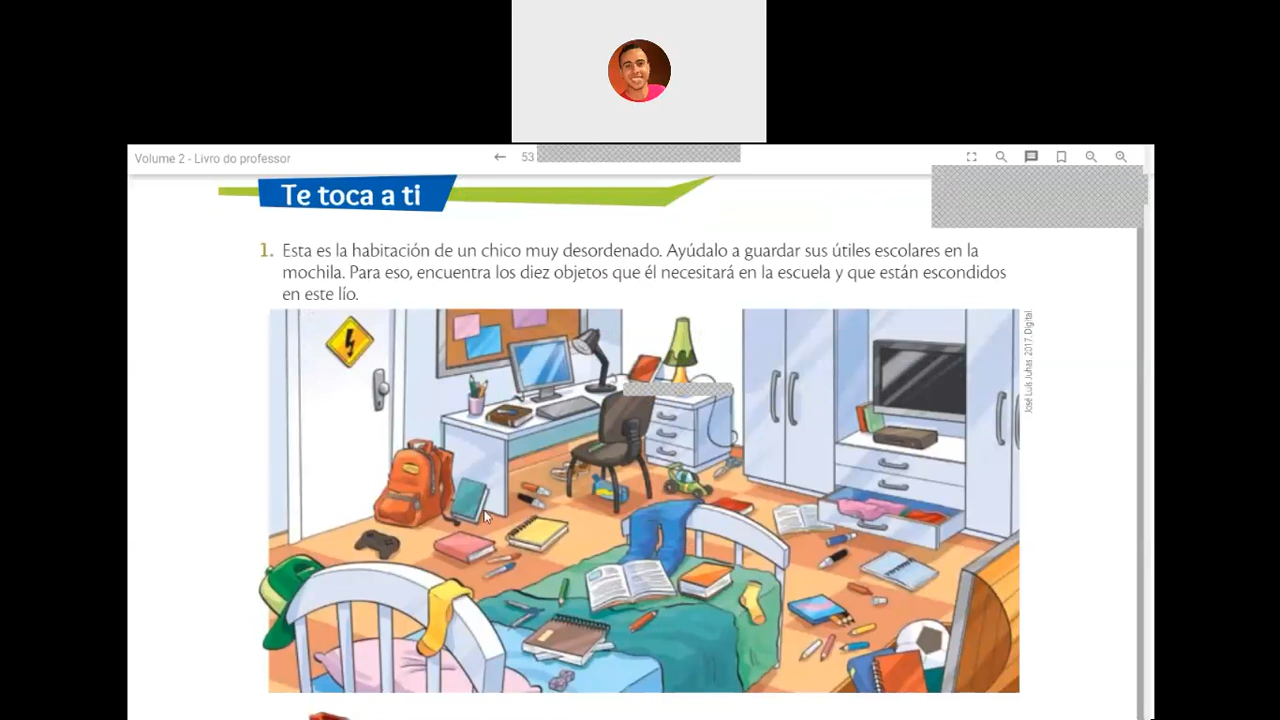 Volume 2 - Livro do professor
53
Te toca a ti
1. Esta es la habitación de un chico muy desordenado. Ayúdalo a guardar sus útiles escolares en la
mochila. Para eso, encuentra los diez objetos que él necesitará en la escuela y que están escondidos
en este lío.
José Luís Juhas. 2017. Digital.